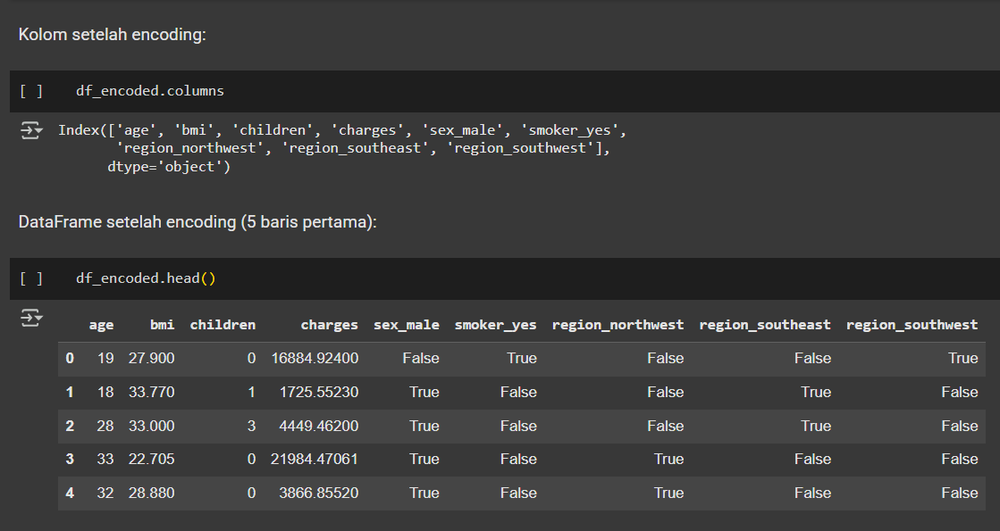 Kolom setelah encoding:
[ ] df_encoded.columns
Index(['age', 'bmi', 'children', 'charges', 'sex_male', 'smoker_yes',
'region_northwest', 'region_southeast', 'region_southwest'],
dtype='object')
DataFrame setelah encoding (5 baris pertama):
[ ] df_encoded.head()
age bmi children charges sex_male smoker_yes region_northwest region_southeast region_southwest
0 19 27.900 0 16884.92400 False True False False True
1 18 33.770 1 1725.55230 True False False True False
2 28 33.000 3 4449.46200 True False False True False
3 33 22.705 0 21984.47061 True False True False False
4 32 28.880 0 3866.85520 True False True False False